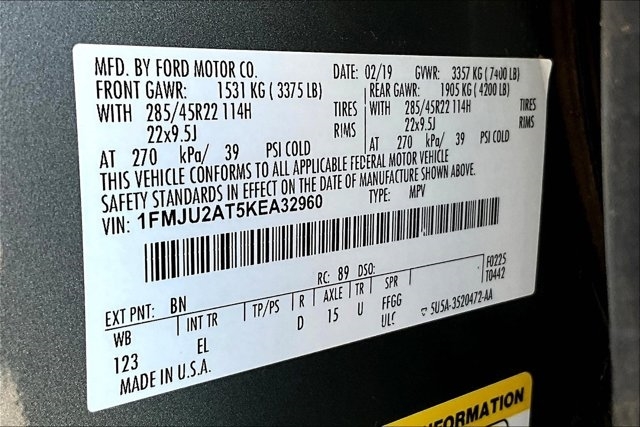 MFD. BY FORD MOTOR CO. DATE: 02/19 GVWR: 3357 KG ( 7400 LB)
FRONT GAWR: 1531 KG ( 3375 LB) REAR GAWR: 1905 KG ( 4200 LB)
WITH 285/45R22 114H TIRES WITH 285/45R22 114H TIRES
22x9.5J RIMS 22x9.5J RIMS
AT 270 kPa/ 39 PSI COLD AT 270 kPa/ 39 PSI COLD
THIS VEHICLE CONFORMS TO ALL APPLICABLE FEDERAL MOTOR VEHICLE
SAFETY STANDARDS IN EFFECT ON THE DATE OF MANUFACTURE SHOWN ABOVE.
VIN: 1FMJU2AT5KEA32960 TYPE: MPV
F0225
T0442
EXT PNT: BN RC: 89 DSO:
WB INT TR TP/PS R AXLE TR SPR
123 EL D 15 U FFGG
5U5A-3520472-AA
MADE IN U.S.A.
INFORMATION